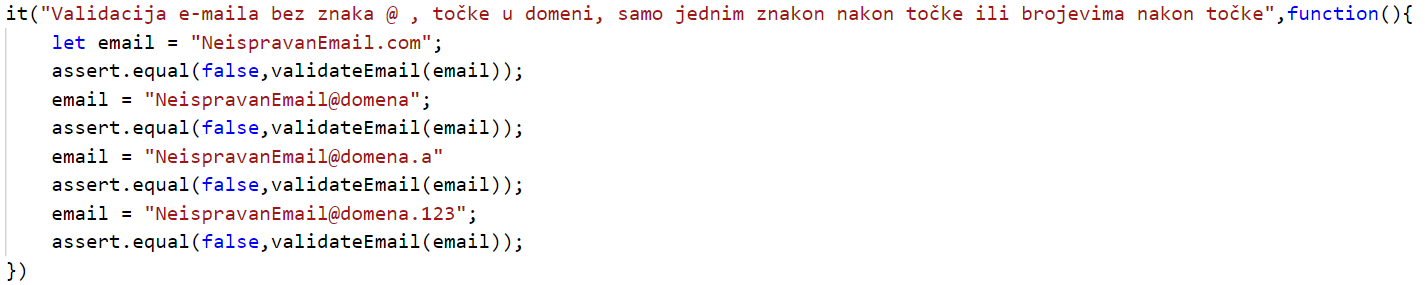 it("Validacija e-maila bez znaka @ , točke u domeni, samo jednim znakon nakon točke ili brojevima nakon točke",function(){
    let email = "NeispravanEmail.com";
    assert.equal(false,validateEmail(email));
    email = "NeispravanEmail@domena";
    assert.equal(false,validateEmail(email));
    email = "NeispravanEmail@domena.a"
    assert.equal(false,validateEmail(email));
    email = "NeispravanEmail@domena.123";
    assert.equal(false,validateEmail(email));
})